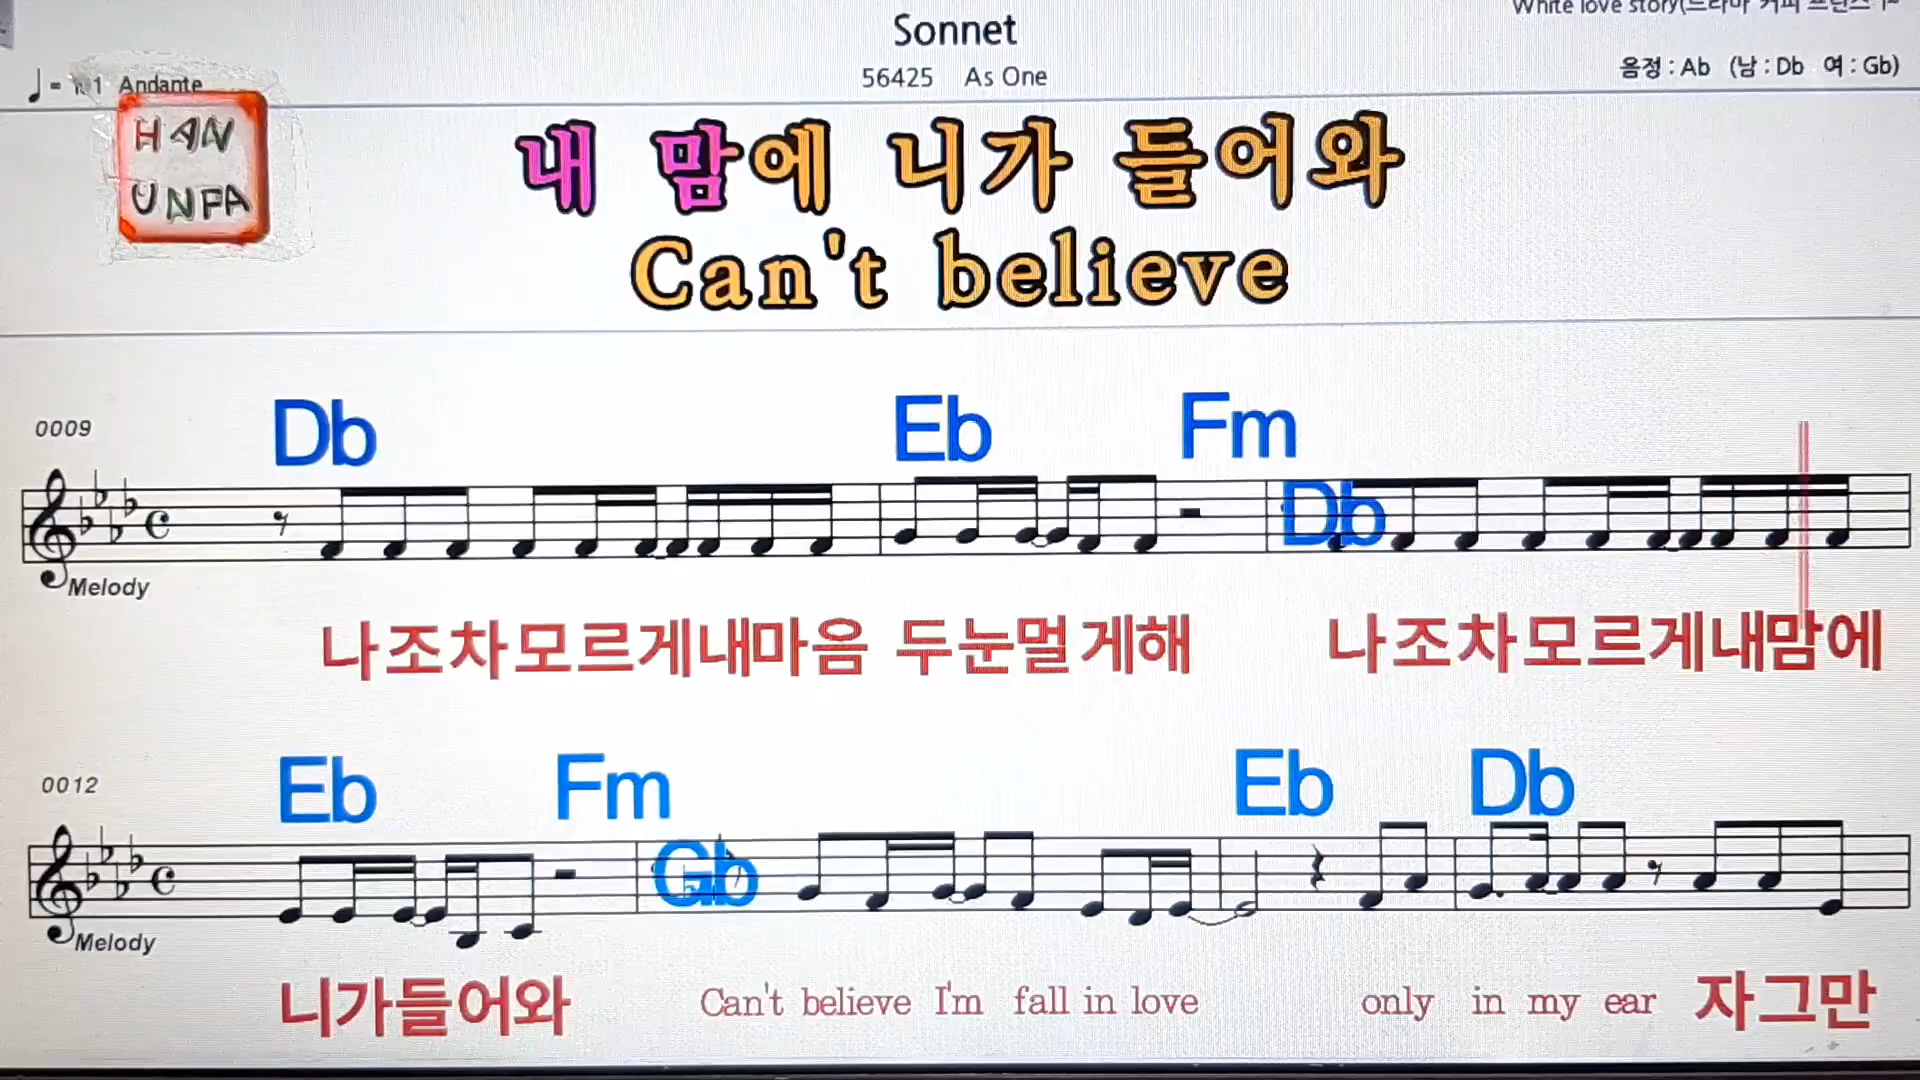 Sonnet
White love story(드라마 커피 프린스 1~
♩ = 1 Andante
56425 As One
음정 : Ab (남 : Db 여 : Gb)
HAN
UNPA
내 맘에 니가 들어와
Can't believe
0009
Db Eb Fm Db
Melody
나조차모르게내마음 두눈멀게해 나조차모르게내맘에
0012
Eb Fm Gb Eb Db
Melody
니가들어와 Can't believe I'm fall in love only in my ear 자그만